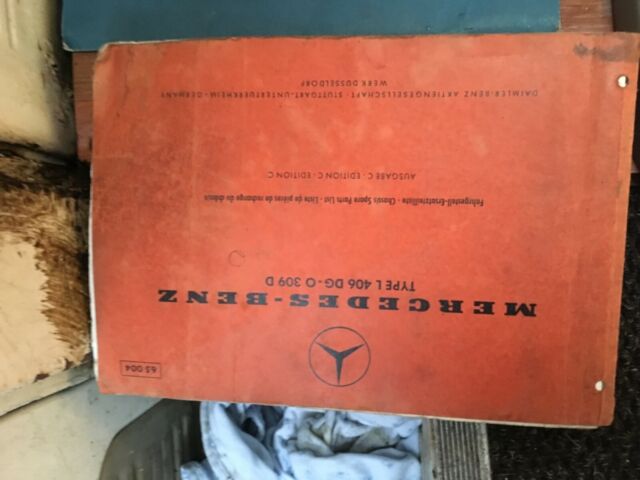 65 004
MERCEDES-BENZ
TYPE L 406 DG - O 309 D
Fahrgestell-Ersatzteilliste · Chassis Spare Parts List · Liste de pièces de rechange du châssis
AUSGABE C · EDITION C · EDITION C
DAIMLER-BENZ AKTIENGESELLSCHAFT · STUTTGART-UNTERTUERKHEIM · GERMANY
WERK DÜSSELDORF